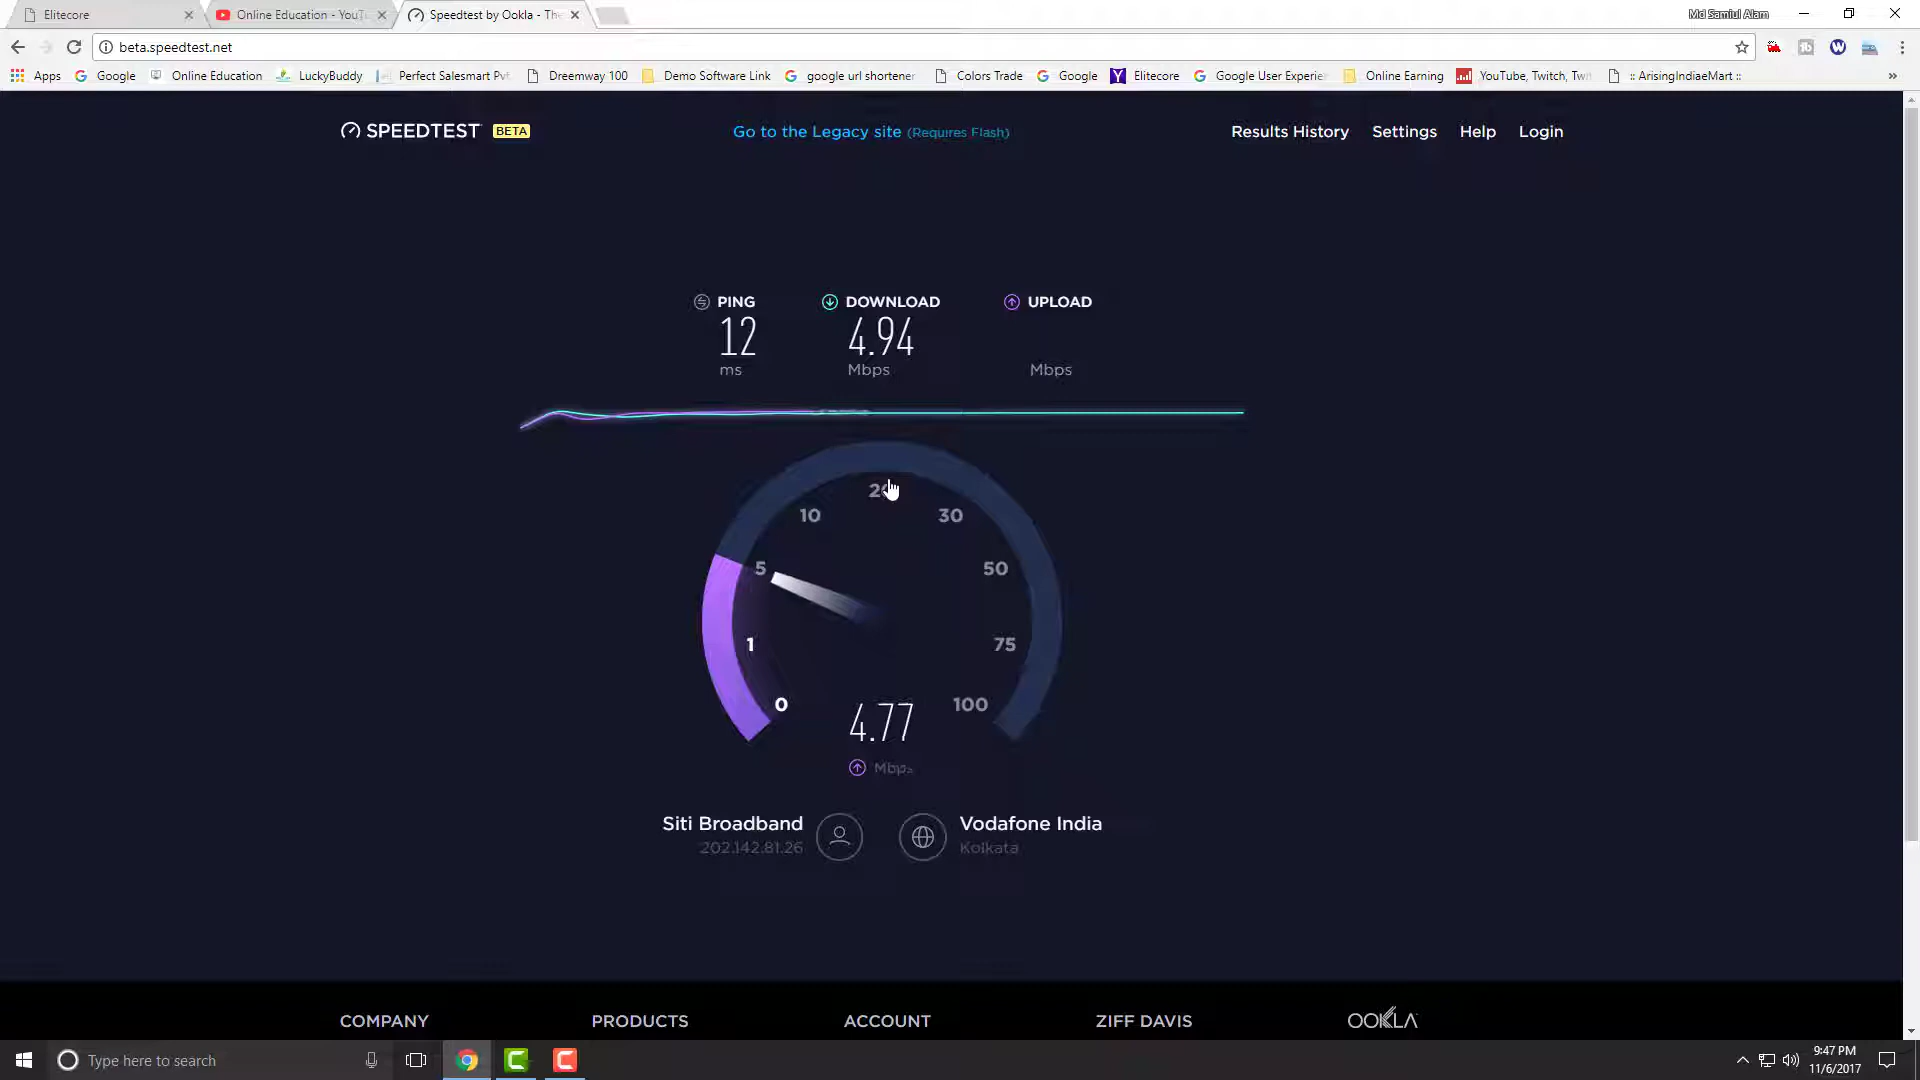 Elitecore
Online Education - YouTu
Speedtest by Ookla - The
Md Samiul Alam
beta.speedtest.net
Apps
Google
Online Education
LuckyBuddy
Perfect Salesmart Pvt.
Dreemway 100
Demo Software Link
google url shortener
Colors Trade
Google
Elitecore
Google User Experie
Online Earning
YouTube, Twitch, Twi
:: ArisingIndiaeMart ::
SPEEDTEST BETA
Go to the Legacy site (Requires Flash)
Results History
Settings
Help
Login
PING
DOWNLOAD
UPLOAD
12
4.94
ms
Mbps
Mbps
20
10
30
5
50
1
75
0
100
4.77
Mbps
Siti Broadband
Vodafone India
202.142.81.26
Kolkata
COMPANY
PRODUCTS
ACCOUNT
ZIFF DAVIS
OOKLA
Type here to search
9:47 PM
11/6/2017